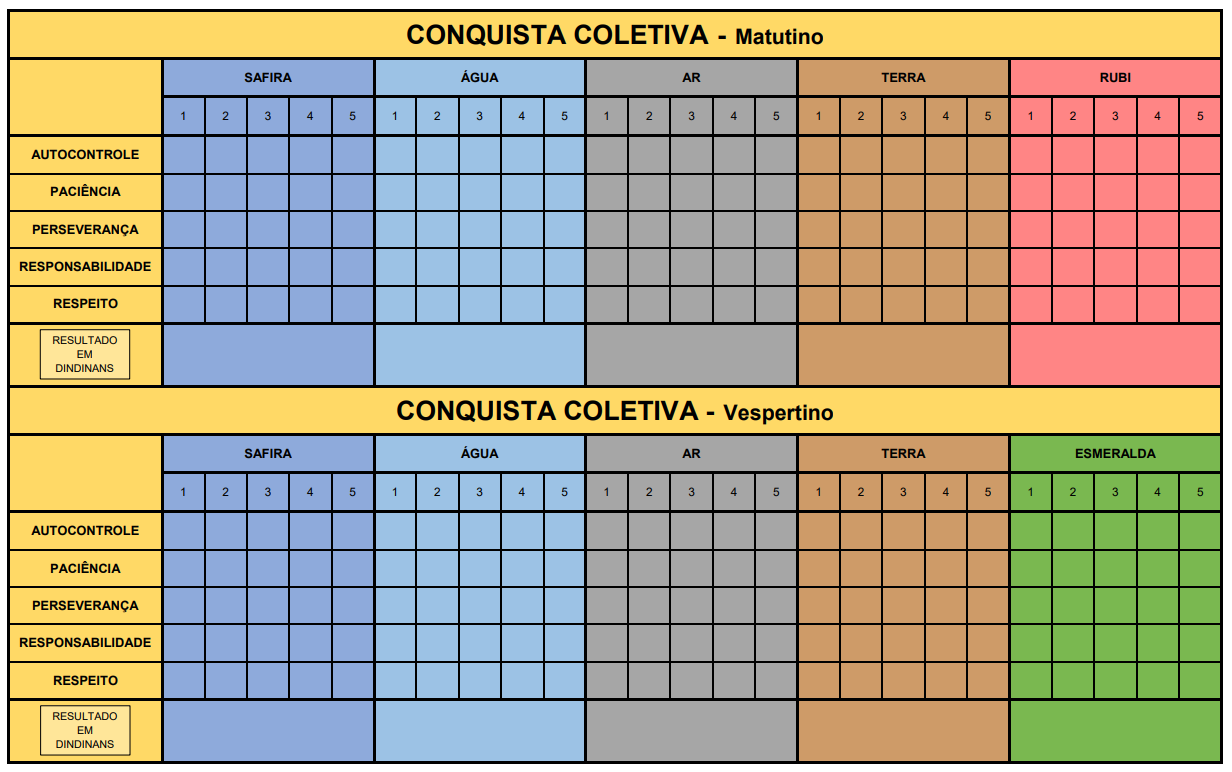 CONQUISTA COLETIVA - Matutino
SAFIRA ÁGUA AR TERRA RUBI
1 2 3 4 5 1 2 3 4 5 1 2 3 4 5 1 2 3 4 5 1 2 3 4 5
AUTOCONTROLE
PACIÊNCIA
PERSEVERANÇA
RESPONSABILIDADE
RESPEITO
RESULTADO
EM
DINDINANS
CONQUISTA COLETIVA - Vespertino
SAFIRA ÁGUA AR TERRA ESMERALDA
1 2 3 4 5 1 2 3 4 5 1 2 3 4 5 1 2 3 4 5 1 2 3 4 5
AUTOCONTROLE
PACIÊNCIA
PERSEVERANÇA
RESPONSABILIDADE
RESPEITO
RESULTADO
EM
DINDINANS